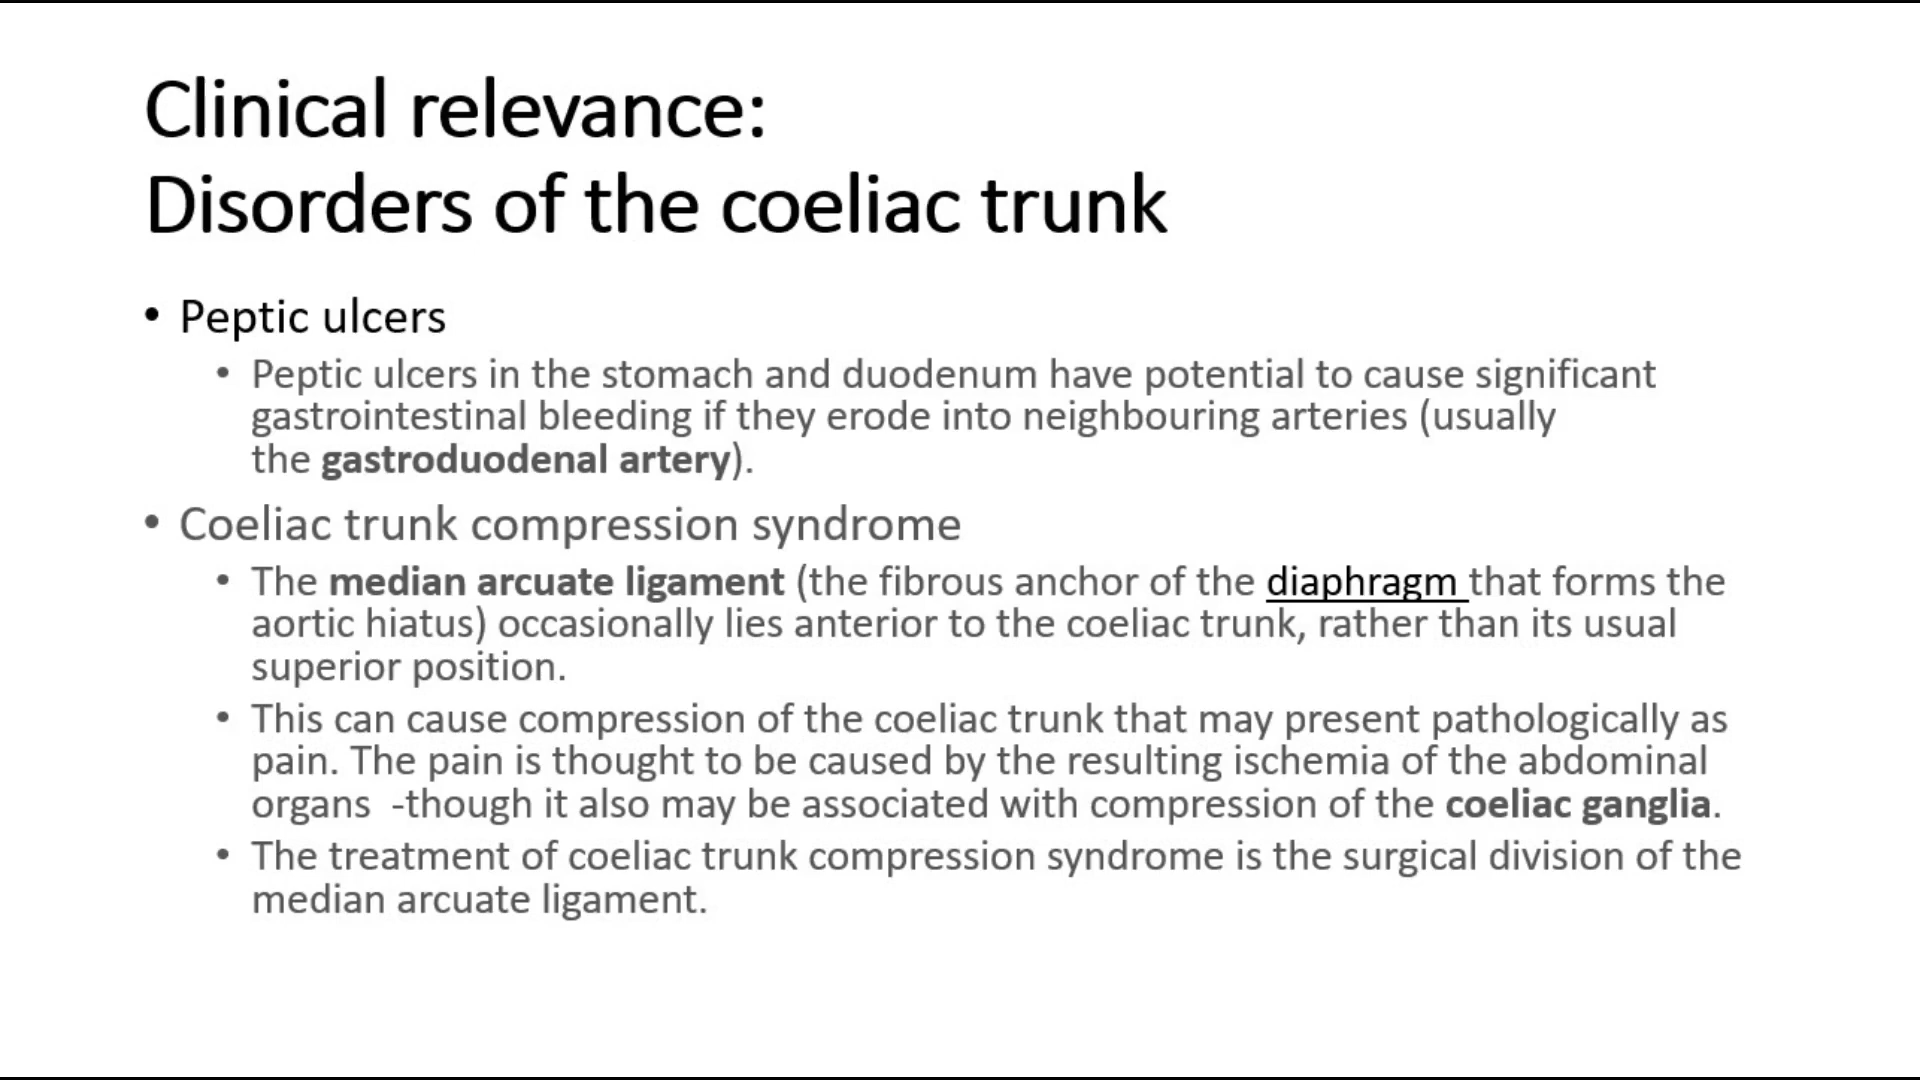 Clinical relevance:
Disorders of the coeliac trunk
• Peptic ulcers
• Peptic ulcers in the stomach and duodenum have potential to cause significant
gastrointestinal bleeding if they erode into neighbouring arteries (usually
the gastroduodenal artery).
• Coeliac trunk compression syndrome
• The median arcuate ligament (the fibrous anchor of the diaphragm that forms the
aortic hiatus) occasionally lies anterior to the coeliac trunk, rather than its usual
superior position.
• This can cause compression of the coeliac trunk that may present pathologically as
pain. The pain is thought to be caused by the resulting ischemia of the abdominal
organs  -though it also may be associated with compression of the coeliac ganglia.
• The treatment of coeliac trunk compression syndrome is the surgical division of the
median arcuate ligament.